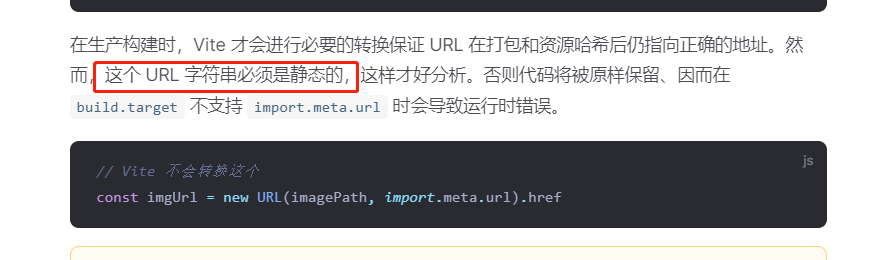 在生产构建时，Vite 才会进行必要的转换保证 URL 在打包和资源哈希后仍指向正确的地址。然
而，这个 URL 字符串必须是静态的，这样才好分析。否则代码将被原样保留、因而在
build.target 不支持 import.meta.url 时会导致运行时错误。
js
// Vite 不会转换这个
const imgUrl = new URL(imagePath, import.meta.url).href